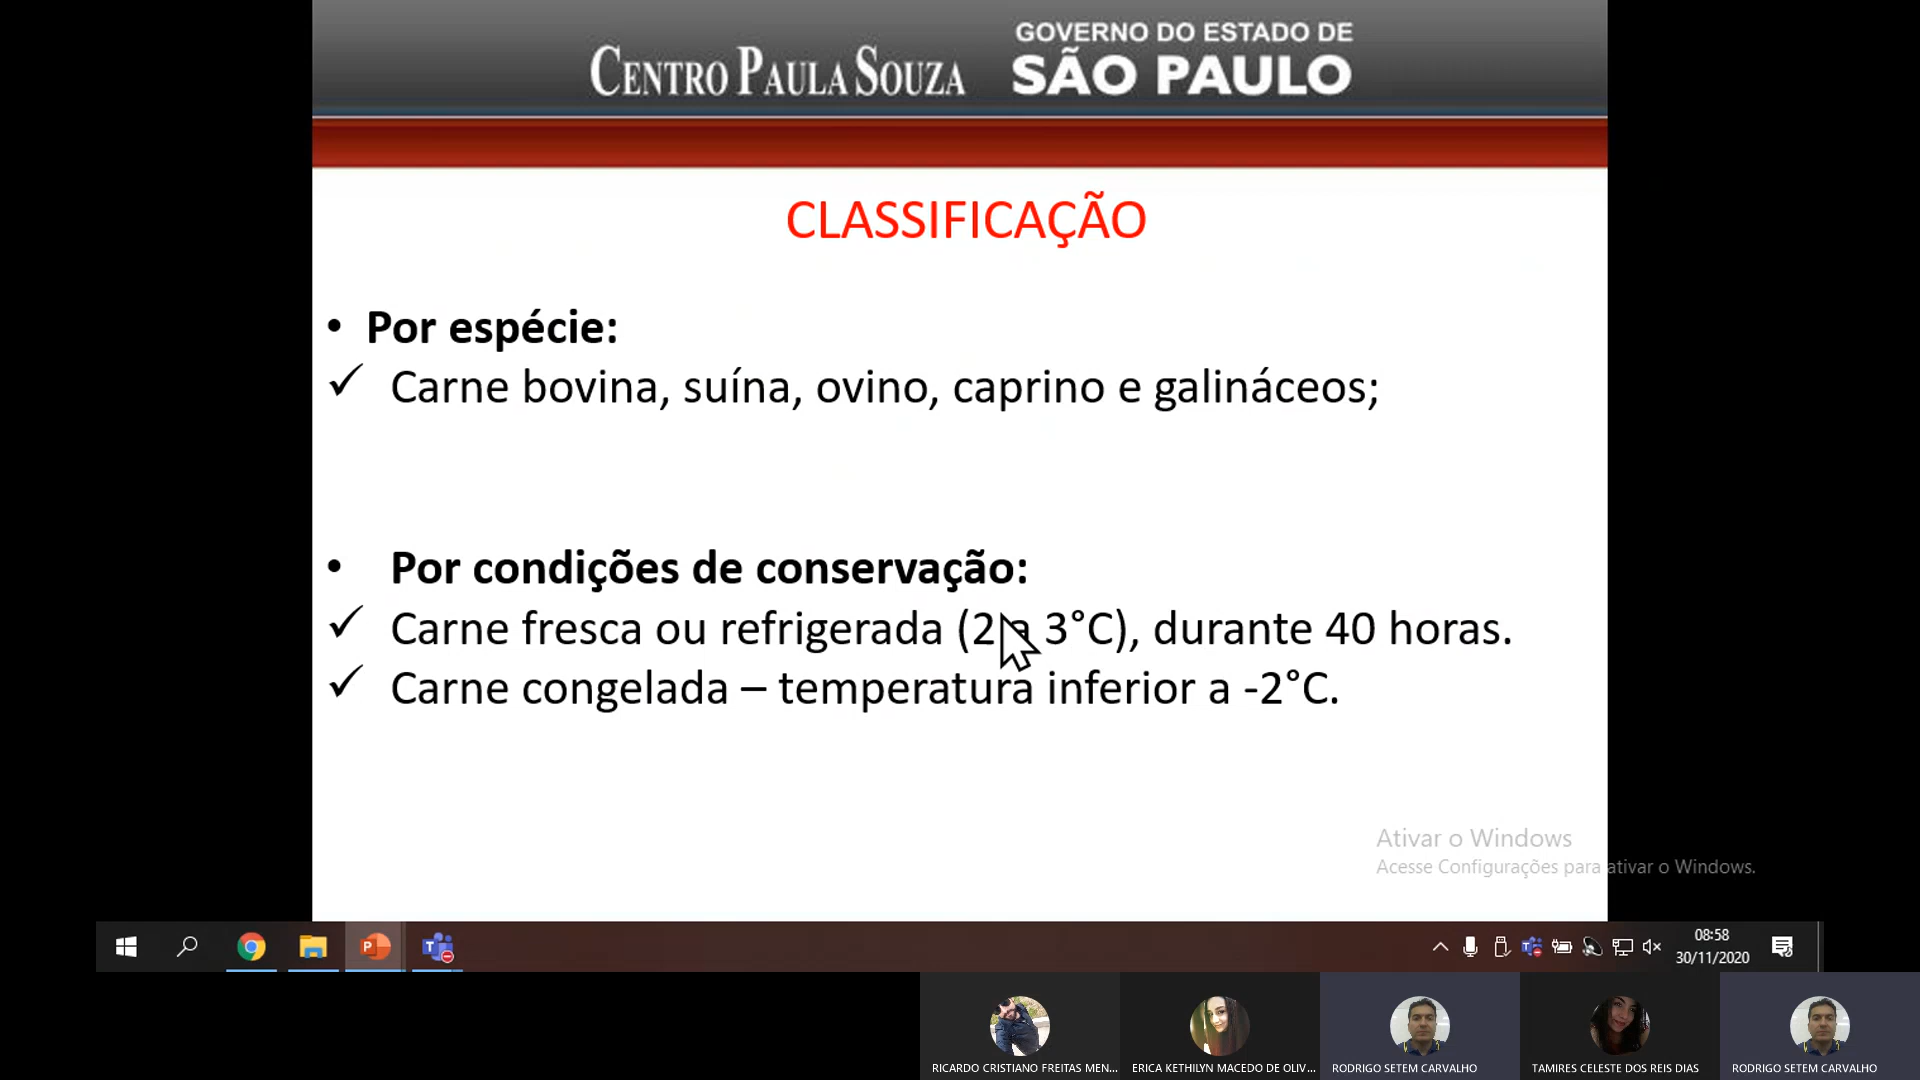 CENTRO PAULA SOUZA
GOVERNO DO ESTADO DE
SÃO PAULO
CLASSIFICAÇÃO
• Por espécie:
✓ Carne bovina, suína, ovino, caprino e galináceos;
• Por condições de conservação:
✓ Carne fresca ou refrigerada (2 a 3°C), durante 40 horas.
✓ Carne congelada – temperatura inferior a -2°C.
Ativar o Windows
Acesse Configurações para ativar o Windows.
08:58
30/11/2020
RICARDO CRISTIANO FREITAS MEN...
ERICA KETHILYN MACEDO DE OLIV...
RODRIGO SETEM CARVALHO
TAMIRES CELESTE DOS REIS DIAS
RODRIGO SETEM CARVALHO